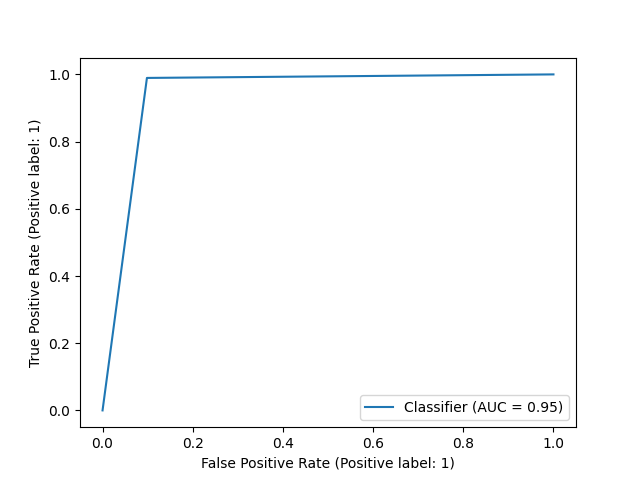 1.0
0.8
0.6
0.4
0.2
0.0
True Positive Rate (Positive label: 1)
Classifier (AUC = 0.95)
0.0 0.2 0.4 0.6 0.8 1.0
False Positive Rate (Positive label: 1)